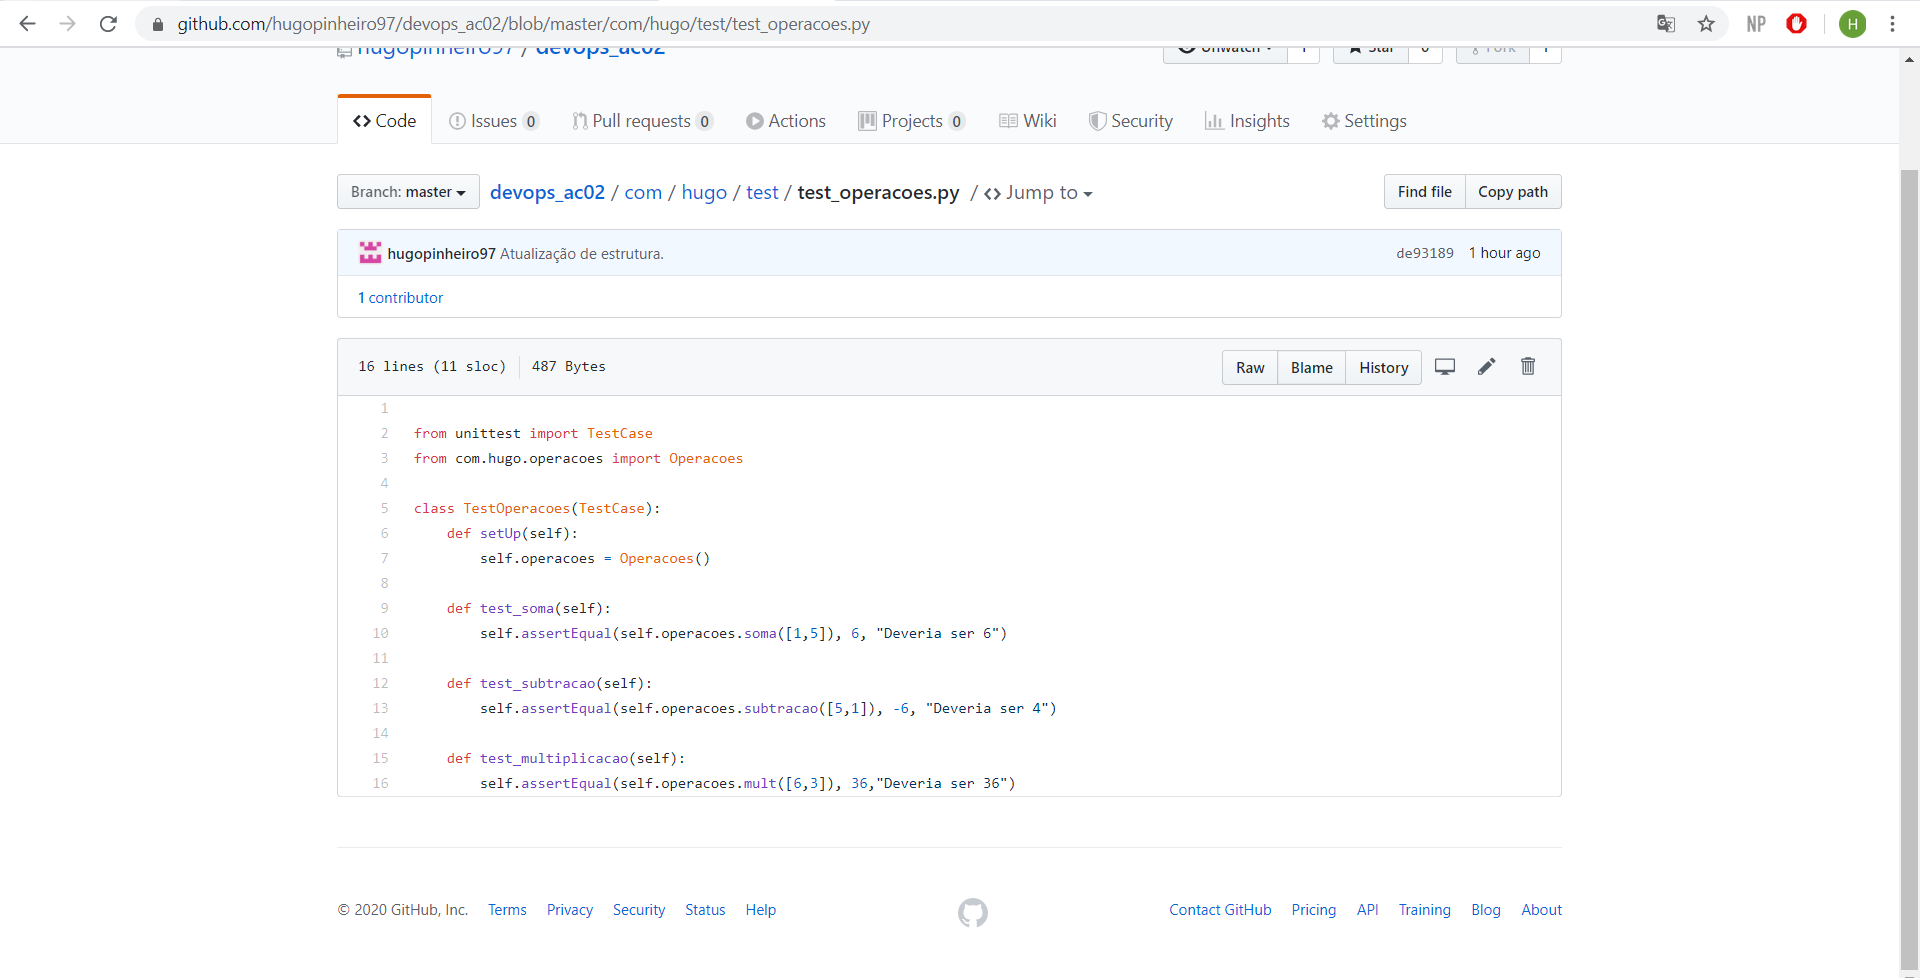 github.com/hugopinheiro97/devops_ac02/blob/master/com/hugo/test/test_operacoes.py
NP
H
hugopinheiro97 / devops_ac02
Unwatch 1 Star 0 Fork 1
Code Issues 0 Pull requests 0 Actions Projects 0 Wiki Security Insights Settings
Branch: master devops_ac02 / com / hugo / test / test_operacoes.py / <> Jump to Find file Copy path
hugopinheiro97 Atualização de estrutura. de93189 1 hour ago
1 contributor
16 lines (11 sloc) 487 Bytes Raw Blame History
1
2 from unittest import TestCase
3 from com.hugo.operacoes import Operacoes
4
5 class TestOperacoes(TestCase):
6 def setUp(self):
7 self.operacoes = Operacoes()
8
9 def test_soma(self):
10 self.assertEqual(self.operacoes.soma([1,5]), 6, "Deveria ser 6")
11
12 def test_subtracao(self):
13 self.assertEqual(self.operacoes.subtracao([5,1]), -6, "Deveria ser 4")
14
15 def test_multiplicacao(self):
16 self.assertEqual(self.operacoes.mult([6,3]), 36,"Deveria ser 36")
© 2020 GitHub, Inc. Terms Privacy Security Status Help Contact GitHub Pricing API Training Blog About